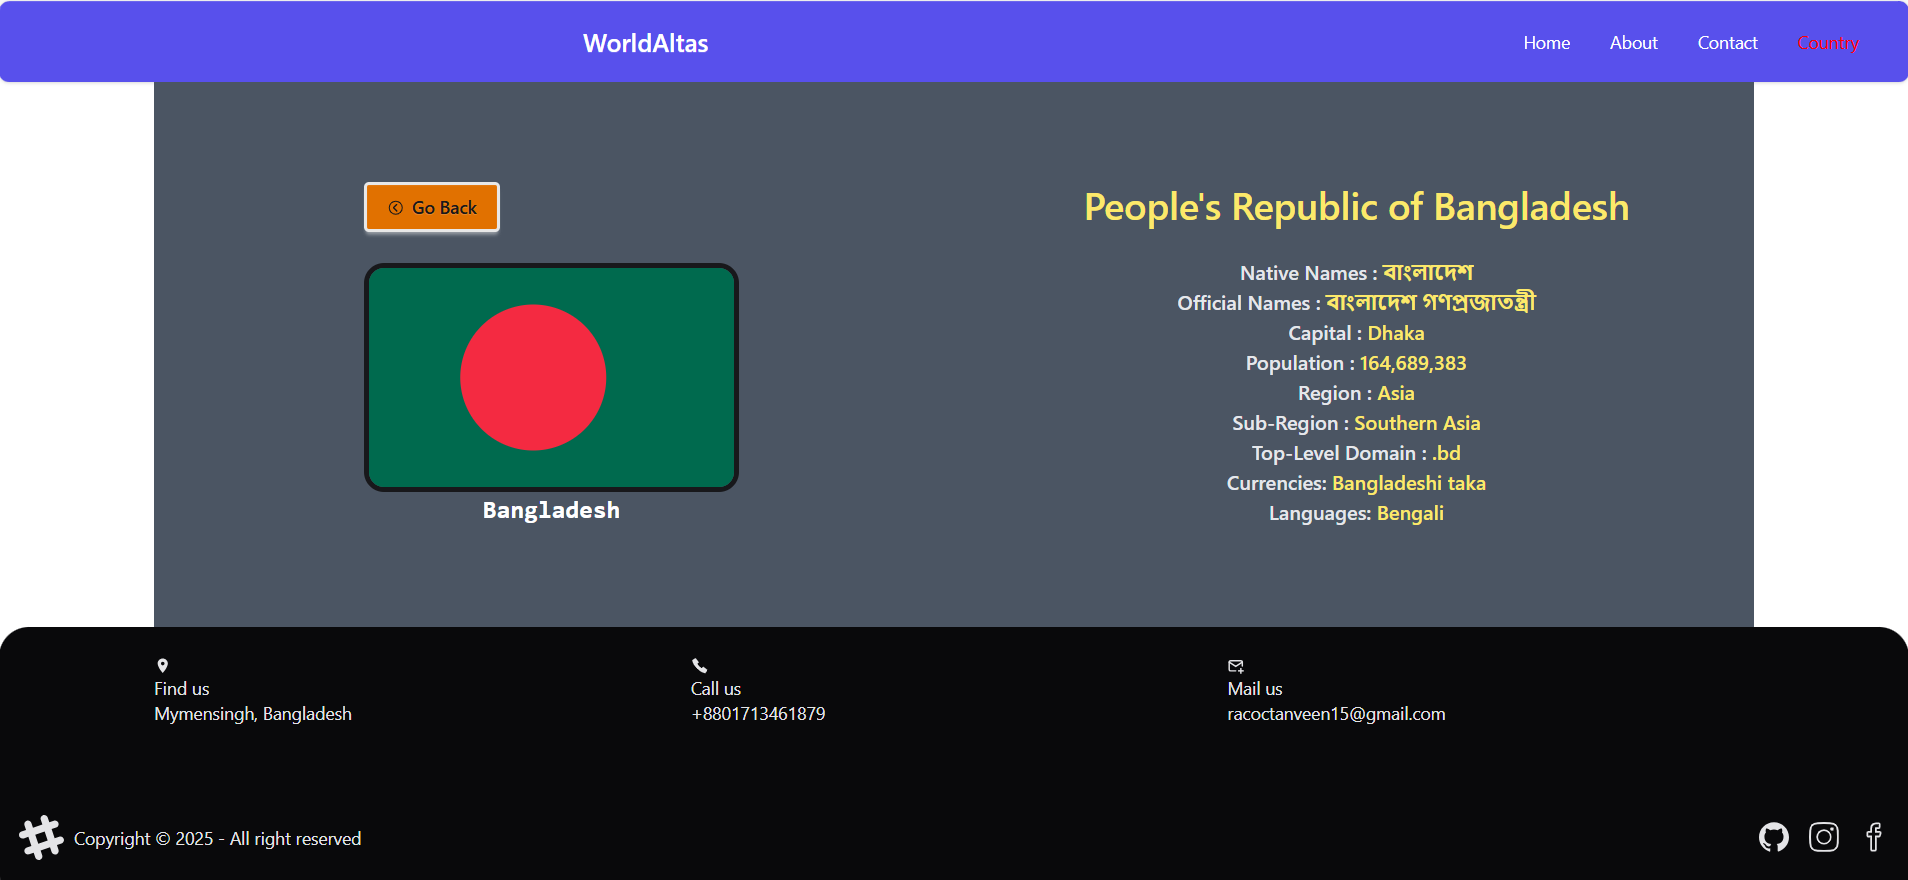 WorldAltas
Home About Contact Country
Go Back
Bangladesh
People's Republic of Bangladesh
Native Names : বাংলাদেশ
Official Names : বাংলাদেশ গণপ্রজাতন্ত্রী
Capital : Dhaka
Population : 164,689,383
Region : Asia
Sub-Region : Southern Asia
Top-Level Domain : .bd
Currencies: Bangladeshi taka
Languages: Bengali
Find us
Mymensingh, Bangladesh
Call us
+8801713461879
Mail us
racoctanveen15@gmail.com
Copyright © 2025 - All right reserved